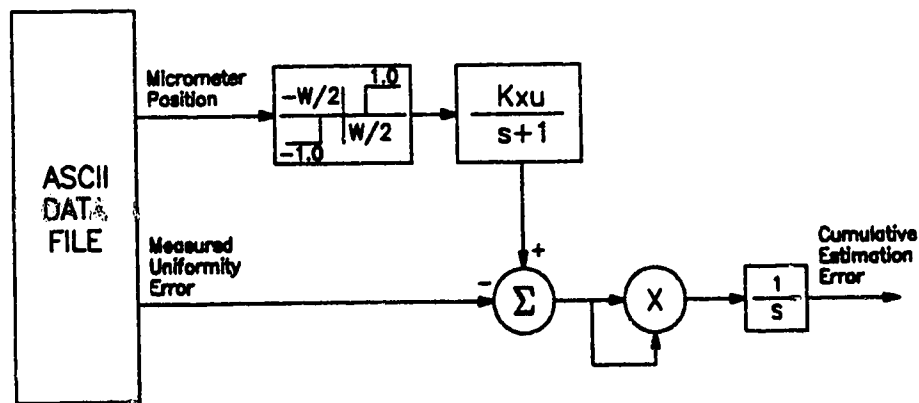 ASCII
DATA
FILE
Micrometer
Position
-W/2
1.0
W/2
-1.0
Kxu
s+1
Measured
Uniformity
Error
-
+
Σ
X
1
s
Cumulative
Estimation
Error